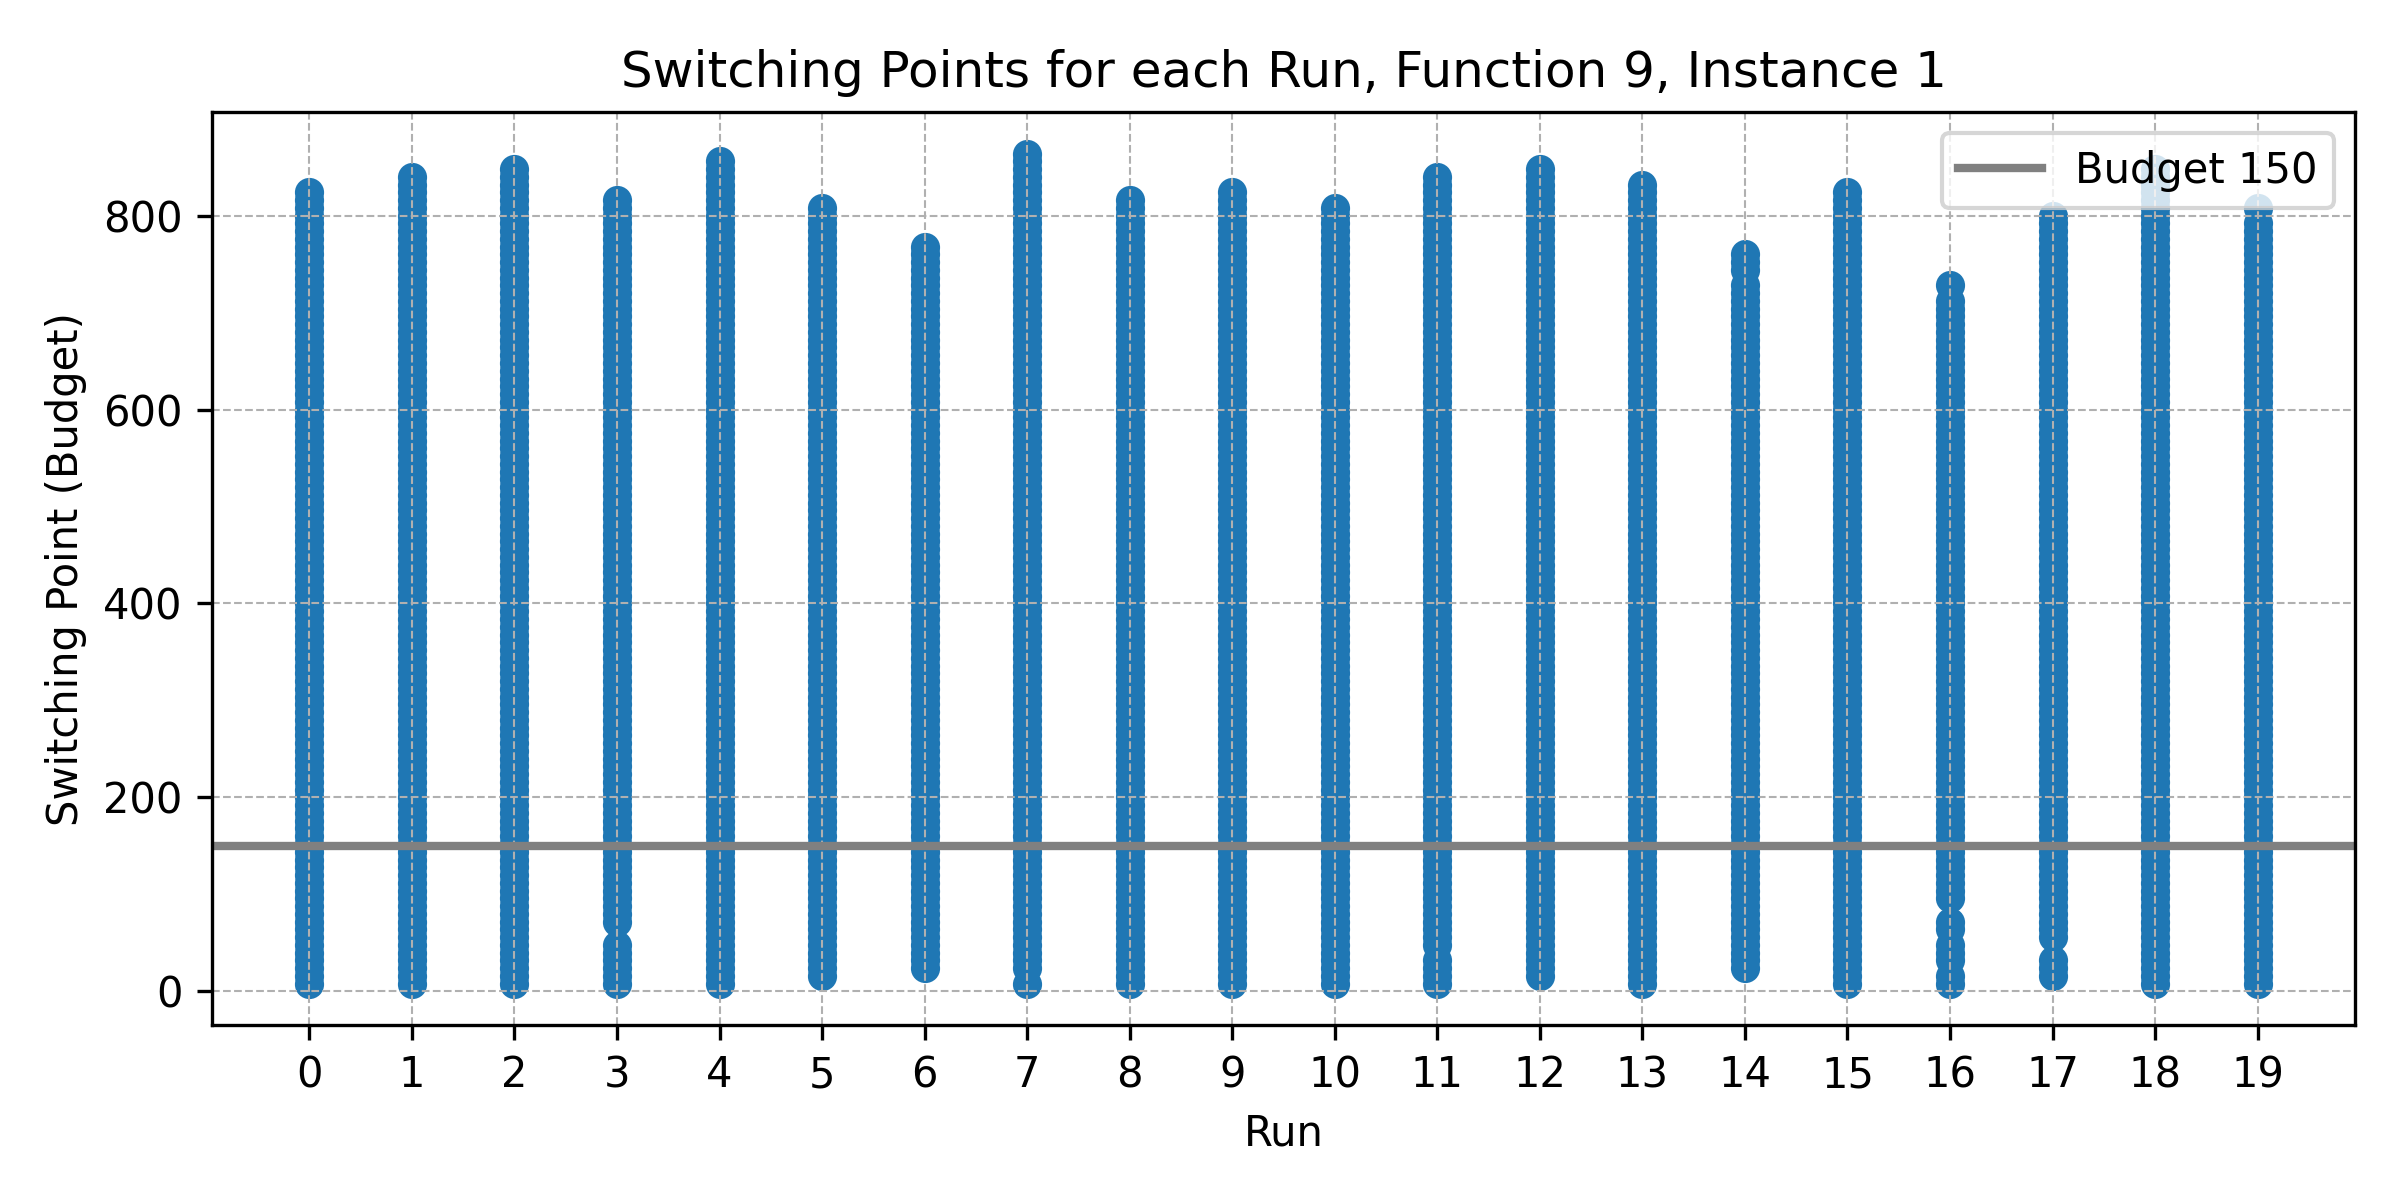 Switching Points for each Run, Function 9, Instance 1
Budget 150
Switching Point (Budget)
800
600
400
200
0
0 1 2 3 4 5 6 7 8 9 10 11 12 13 14 15 16 17 18 19
Run